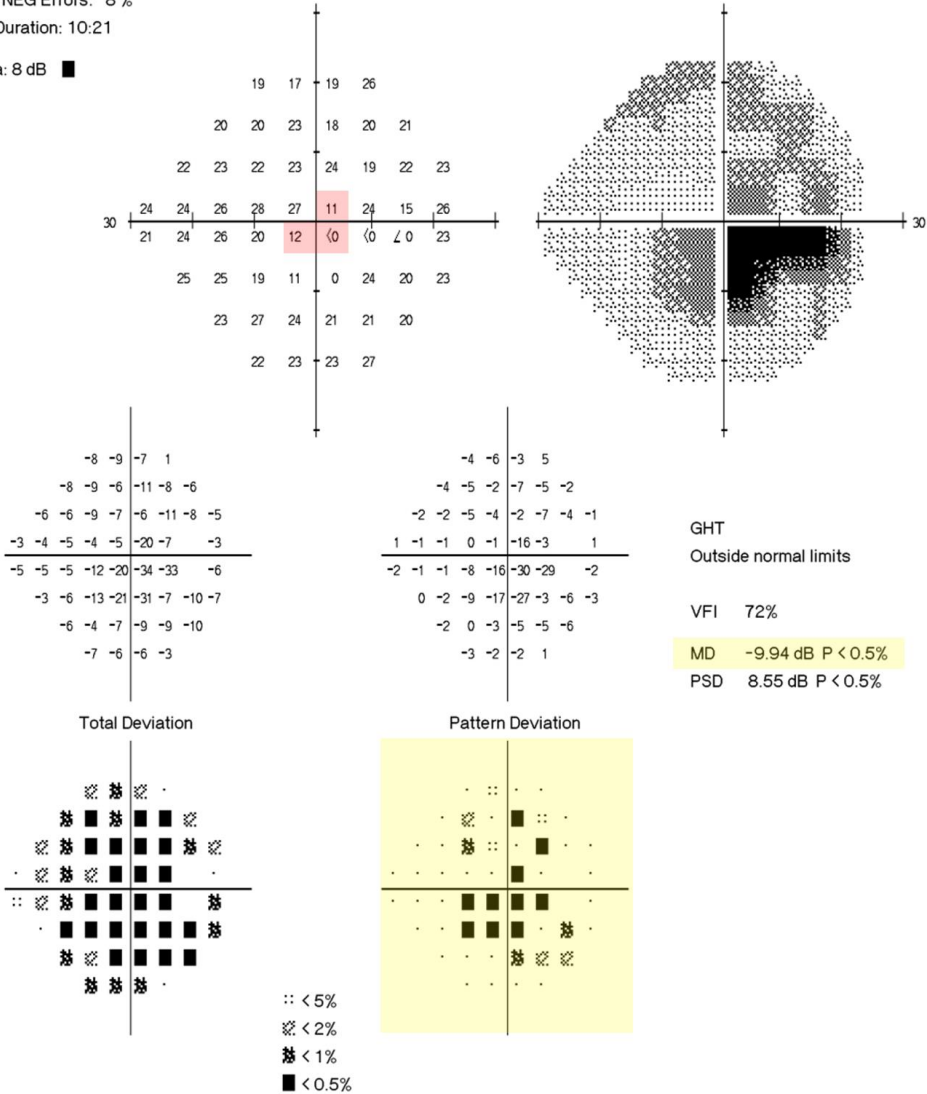 NEG Errors: 8 %
Duration: 10:21
a: 8 dB
19 17 19 26
20 20 23 18 20 21
22 23 22 23 24 19 22 23
24 24 26 28 27 11 24 15 26
30 30
21 24 26 20 12 <0 <0 <0 23
25 25 19 11 0 24 20 23
23 27 24 21 21 20
22 23 23 27
-8 -9 -7 1
-8 -9 -6 -11 -8 -6
-6 -6 -9 -7 -6 -11 -8 -5
-3 -4 -5 -4 -5 -20 -7 -3
-5 -5 -5 -12 -20 -34 -33 -6
-3 -6 -13 -21 -31 -7 -10 -7
-6 -4 -7 -9 -9 -10
-7 -6 -6 -3
-4 -6 -3 5
-4 -5 -2 -7 -5 -2
-2 -2 -5 -4 -2 -7 -4 -1
1 -1 -1 0 -1 -16 -3 1
-2 -1 -1 -8 -16 -30 -29 -2
0 -2 -9 -17 -27 -3 -6 -3
-2 0 -3 -5 -5 -6
-3 -2 -2 1
GHT
Outside normal limits
VFI 72%
MD -9.94 dB P < 0.5%
PSD 8.55 dB P < 0.5%
Total Deviation
Pattern Deviation
< 5%
< 2%
< 1%
< 0.5%